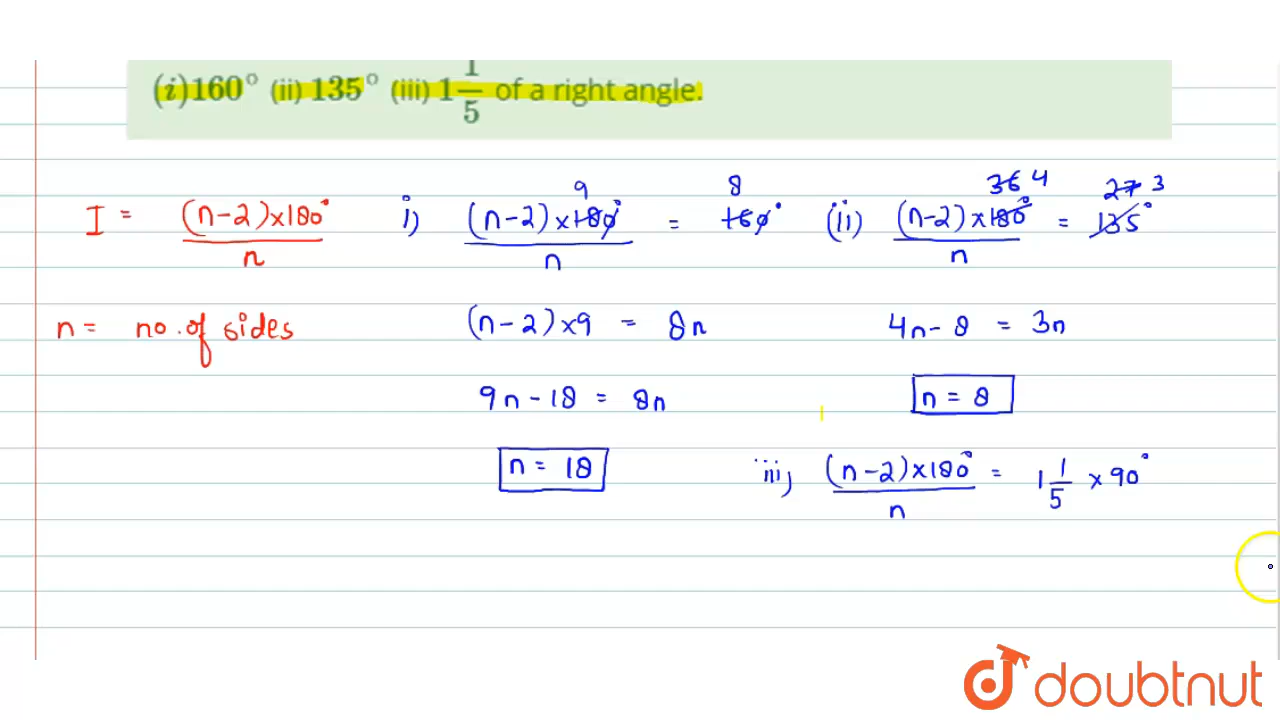 (i)160° (ii) 135° (iii) 1 1/5 of a right angle.
I = (n-2)×180° / n
i) (n-2)×180° / n = 160° 9 8
(ii) (n-2)×180° / n = 135° 36 4 27 3
n = no. of sides
(n-2)×9 = 8n
4n-8 = 3n
9n-18 = 8n
n = 8
n = 18
iii) (n-2)×180° / n = 1 1/5 × 90°
doubtnut